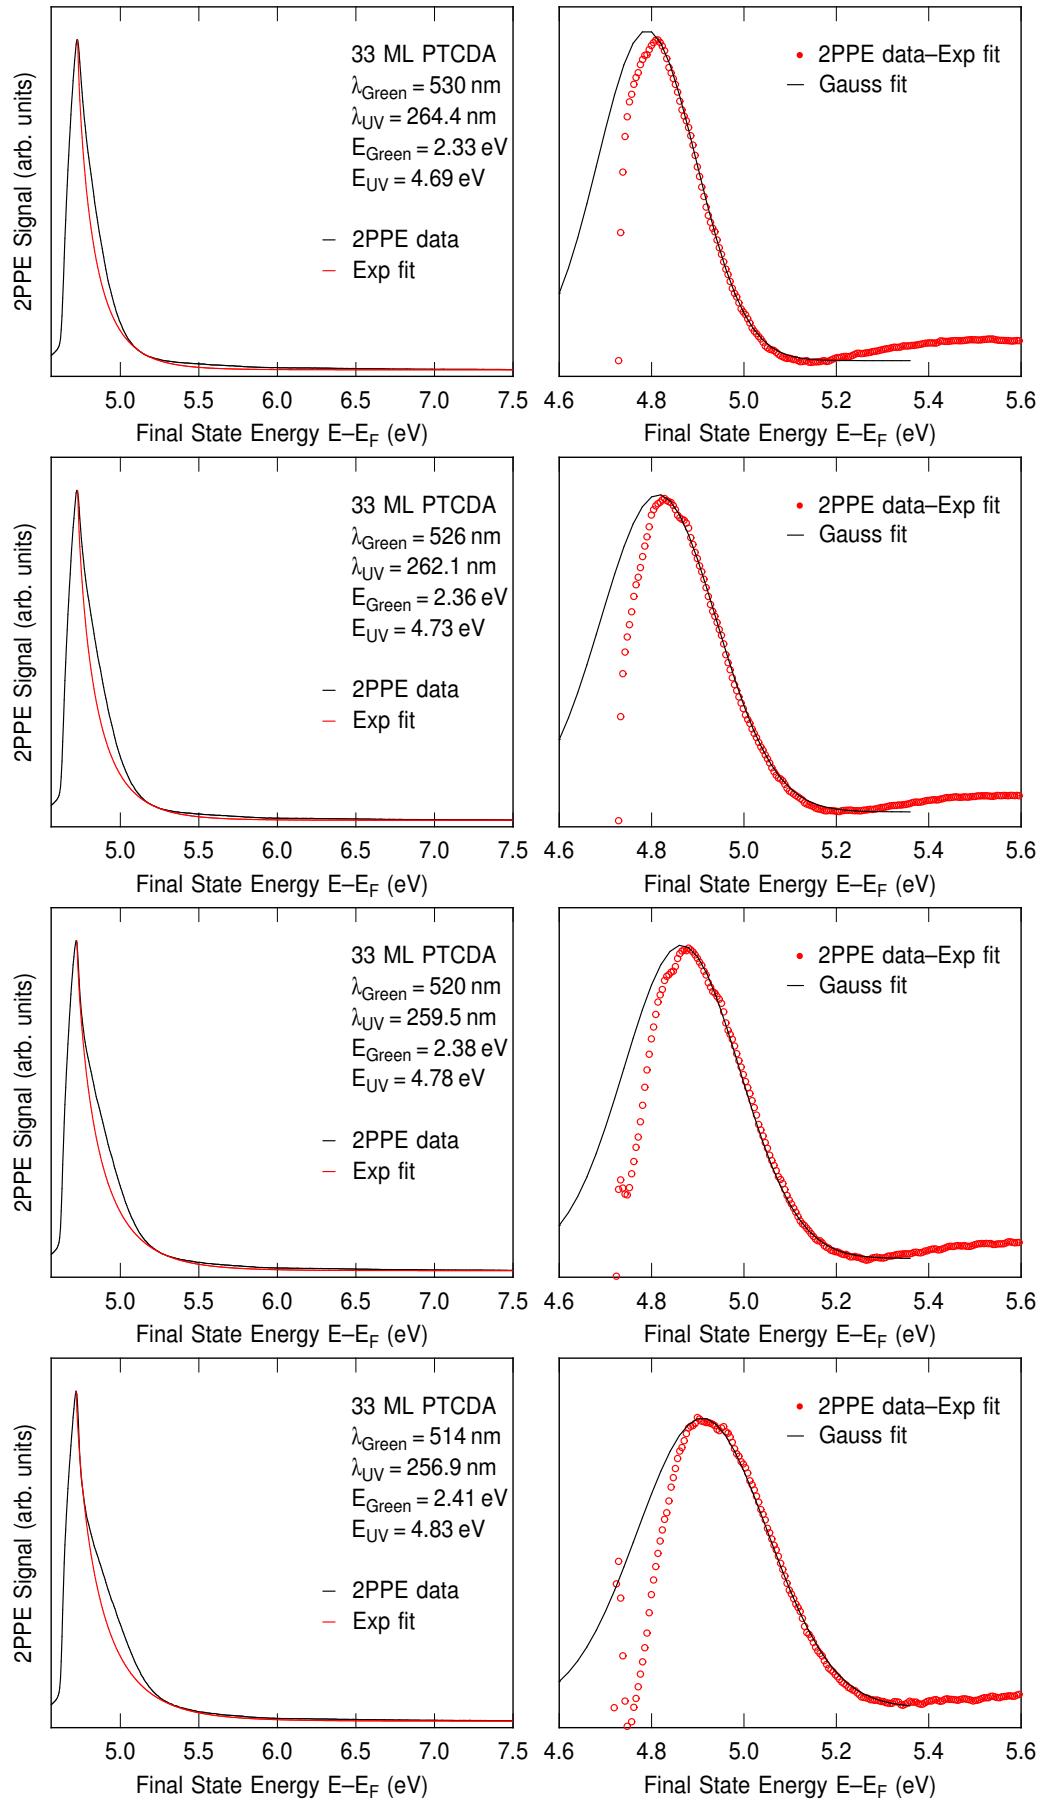 2PPE Signal (arb. units)
33 ML PTCDA
λGreen = 530 nm
λUV = 264.4 nm
EGreen = 2.33 eV
EUV = 4.69 eV
2PPE data
Exp fit
5.0 5.5 6.0 6.5 7.0 7.5
Final State Energy E–EF (eV)
2PPE data–Exp fit
Gauss fit
4.6 4.8 5.0 5.2 5.4 5.6
Final State Energy E–EF (eV)
2PPE Signal (arb. units)
33 ML PTCDA
λGreen = 526 nm
λUV = 262.1 nm
EGreen = 2.36 eV
EUV = 4.73 eV
2PPE data
Exp fit
5.0 5.5 6.0 6.5 7.0 7.5
Final State Energy E–EF (eV)
2PPE data–Exp fit
Gauss fit
4.6 4.8 5.0 5.2 5.4 5.6
Final State Energy E–EF (eV)
2PPE Signal (arb. units)
33 ML PTCDA
λGreen = 520 nm
λUV = 259.5 nm
EGreen = 2.38 eV
EUV = 4.78 eV
2PPE data
Exp fit
5.0 5.5 6.0 6.5 7.0 7.5
Final State Energy E–EF (eV)
2PPE data–Exp fit
Gauss fit
4.6 4.8 5.0 5.2 5.4 5.6
Final State Energy E–EF (eV)
2PPE Signal (arb. units)
33 ML PTCDA
λGreen = 514 nm
λUV = 256.9 nm
EGreen = 2.41 eV
EUV = 4.83 eV
2PPE data
Exp fit
5.0 5.5 6.0 6.5 7.0 7.5
Final State Energy E–EF (eV)
2PPE data–Exp fit
Gauss fit
4.6 4.8 5.0 5.2 5.4 5.6
Final State Energy E–EF (eV)